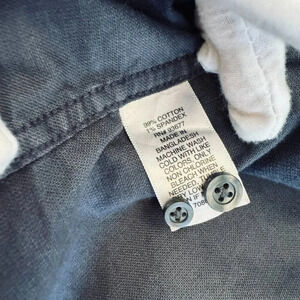 99% COTTON
1% SPANDEX
RN# 93677
MADE IN
BANGLADESH
MACHINE WASH
COLD WITH LIKE
COLORS. ONLY
NON CHLORINE
BLEACH WHEN
NEEDED. TUMBLE
DRY LOW
IF